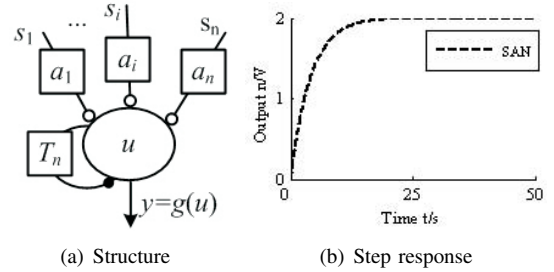 s1 ... si sn
a1 ai an
Tn u
y=g(u)
(a) Structure
2
1
0
Output n/V
SAN
0 25 50
Time t/s
(b) Step response